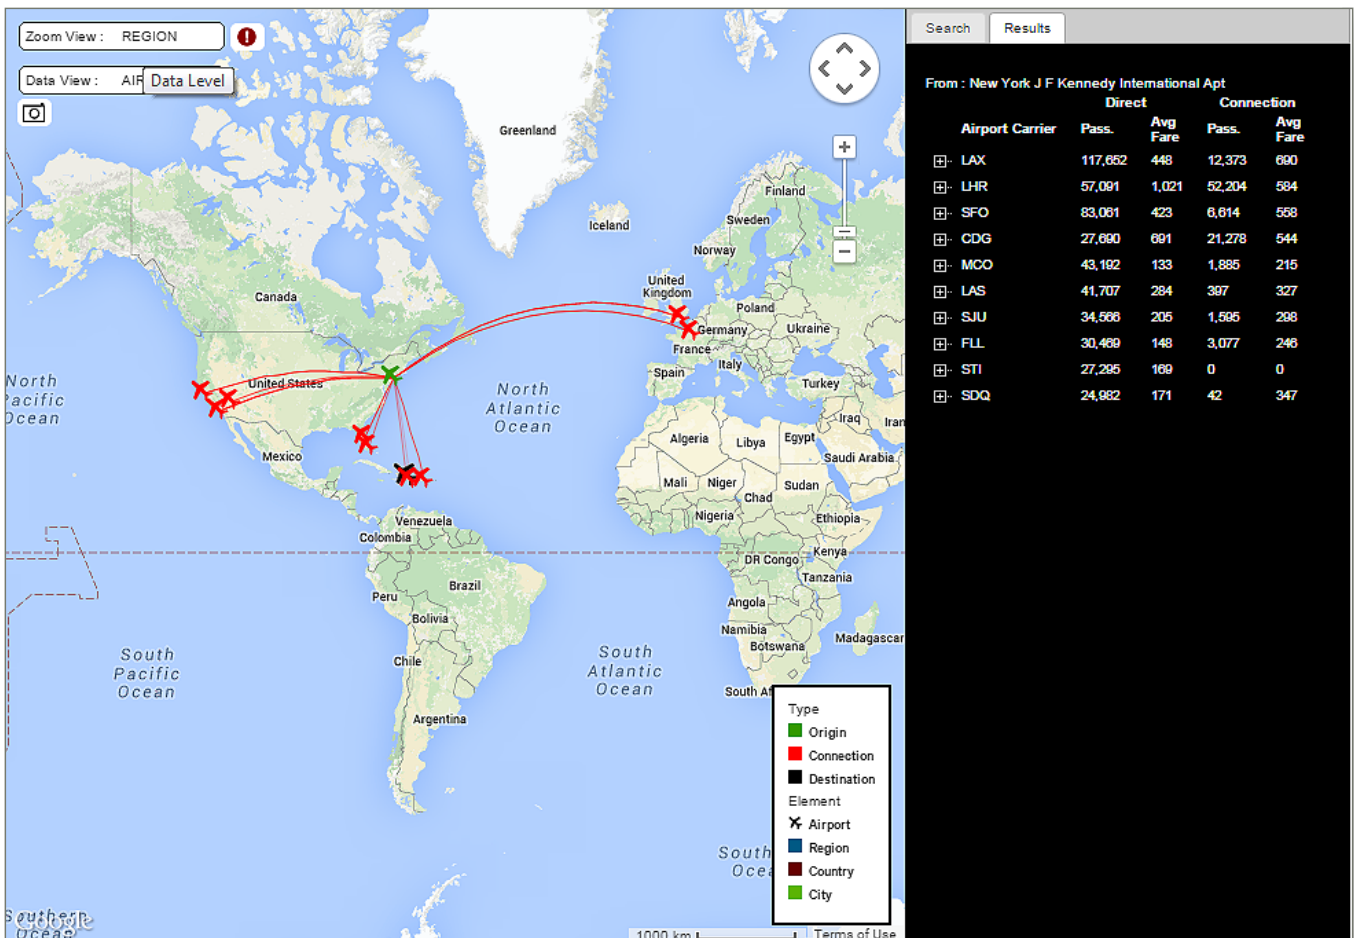 Zoom View : REGION
Data View : AIR
Data Level
Greenland
Finland
Iceland
Sweden
Norway
United
Kingdom
Canada
Poland
Germany
Ukraine
France
North
Pacific
Ocean
United States
Spain
Italy
Turkey
North
Atlantic
Ocean
Iraq
Iran
Algeria
Libya
Egypt
Saudi Arabia
Mexico
Mali
Niger
Sudan
Chad
Nigeria
Ethiopia
Venezuela
Colombia
Kenya
DR Congo
Tanzania
Brazil
Peru
Angola
Bolivia
Namibia
Madagascar
Botswana
South
Pacific
Ocean
South
Atlantic
Ocean
Chile
South Af
Argentina
Type
Origin
Connection
Destination
Element
Airport
Region
Country
City
South
Ocea
Southern
Ocean
Google
1000 km
Terms of Use
Search Results
From : New York J F Kennedy International Apt
Direct Connection
Airport Carrier Pass. Avg Fare Pass. Avg Fare
LAX 117,652 448 12,373 690
LHR 57,091 1,021 52,204 584
SFO 83,061 423 6,614 558
CDG 27,690 691 21,278 544
MCO 43,192 133 1,885 215
LAS 41,707 284 397 327
SJU 34,566 205 1,595 298
FLL 30,469 148 3,077 246
STI 27,295 169 0 0
SDQ 24,982 171 42 347